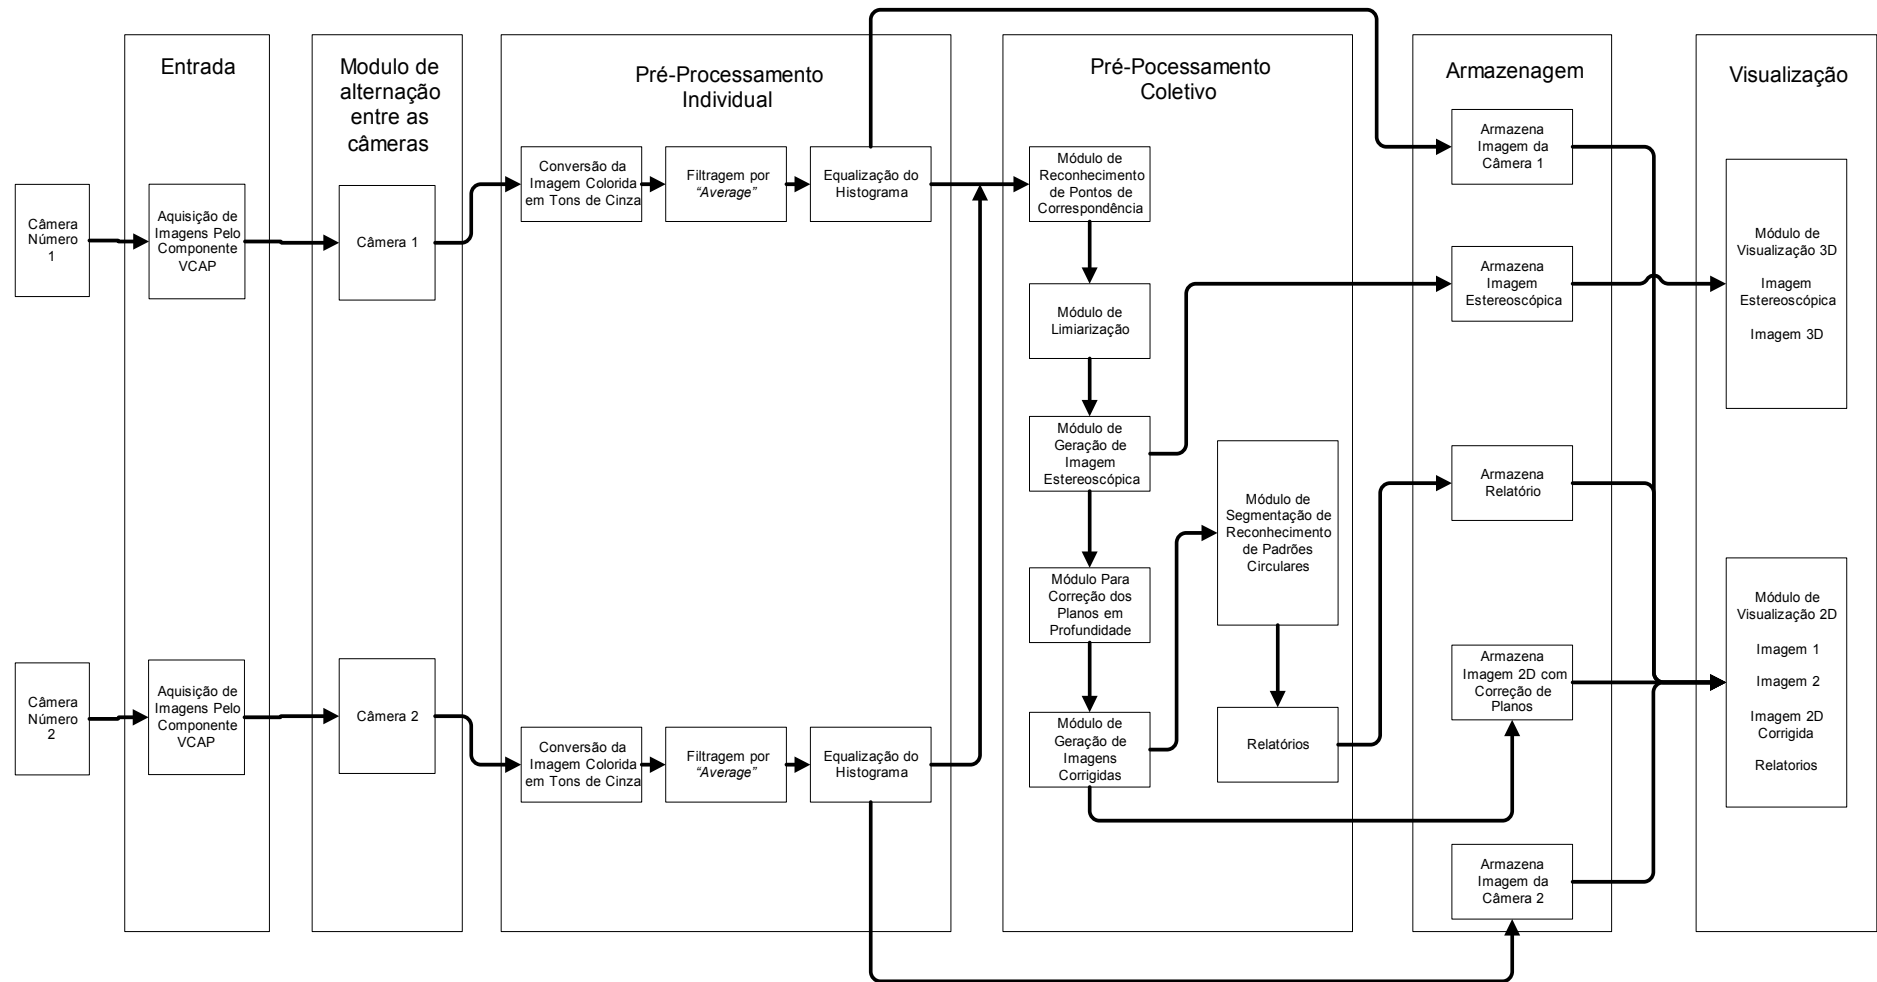 Entrada
Modulo de
alternação
entre as
câmeras
Pré-Processamento
Individual
Pré-Pocessamento
Coletivo
Armazenagem
Visualização
Câmera
Número
1
Aquisição de
Imagens Pelo
Componente
VCAP
Câmera 1
Conversão da
Imagem Colorida
em Tons de Cinza
Filtragem por
“Average”
Equalização do
Histograma
Módulo de
Reconhecimento
de Pontos de
Correspondência
Módulo de
Limiarização
Módulo de
Geração de
Imagem
Estereoscópica
Módulo Para
Correção dos
Planos em
Profundidade
Módulo de
Geração de
Imagens
Corrigidas
Módulo de
Segmentação de
Reconhecimento
de Padrões
Circulares
Relatórios
Armazena
Imagem da
Câmera 1
Armazena
Imagem
Estereoscópica
Armazena
Relatório
Armazena
Imagem 2D com
Correção de
Planos
Armazena
Imagem da
Câmera 2
Módulo de
Visualização 3D
Imagem
Estereoscópica
Imagem 3D
Módulo de
Visualização 2D
Imagem 1
Imagem 2
Imagem 2D
Corrigida
Relatorios
Câmera
Número
2
Aquisição de
Imagens Pelo
Componente
VCAP
Câmera 2
Conversão da
Imagem Colorida
em Tons de Cinza
Filtragem por
“Average”
Equalização do
Histograma